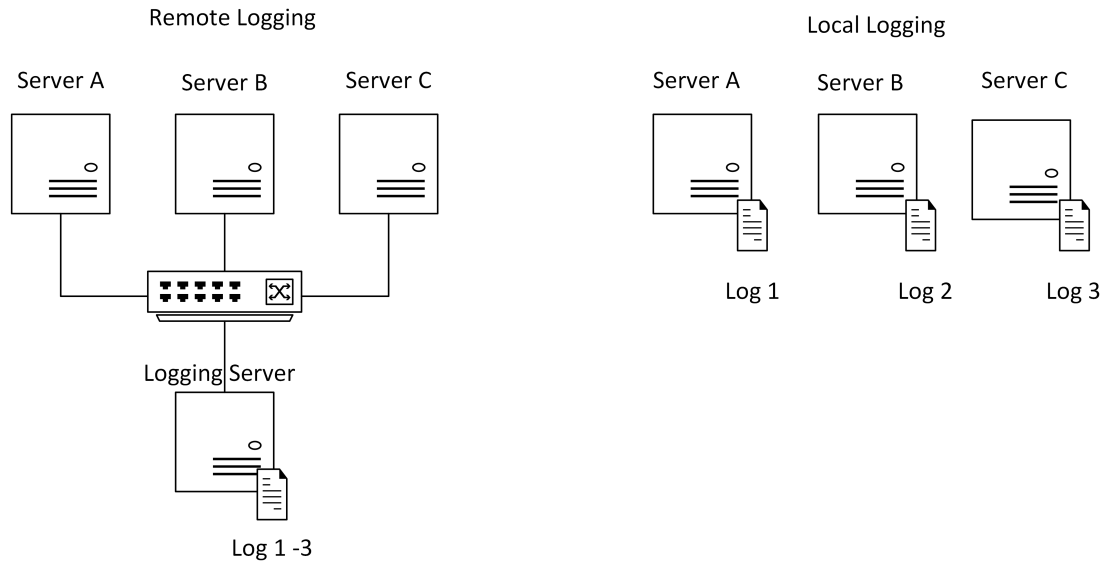 Remote Logging
Server A
Server B
Server C
Logging Server
Log 1 -3
Local Logging
Server A
Server B
Server C
Log 1
Log 2
Log 3